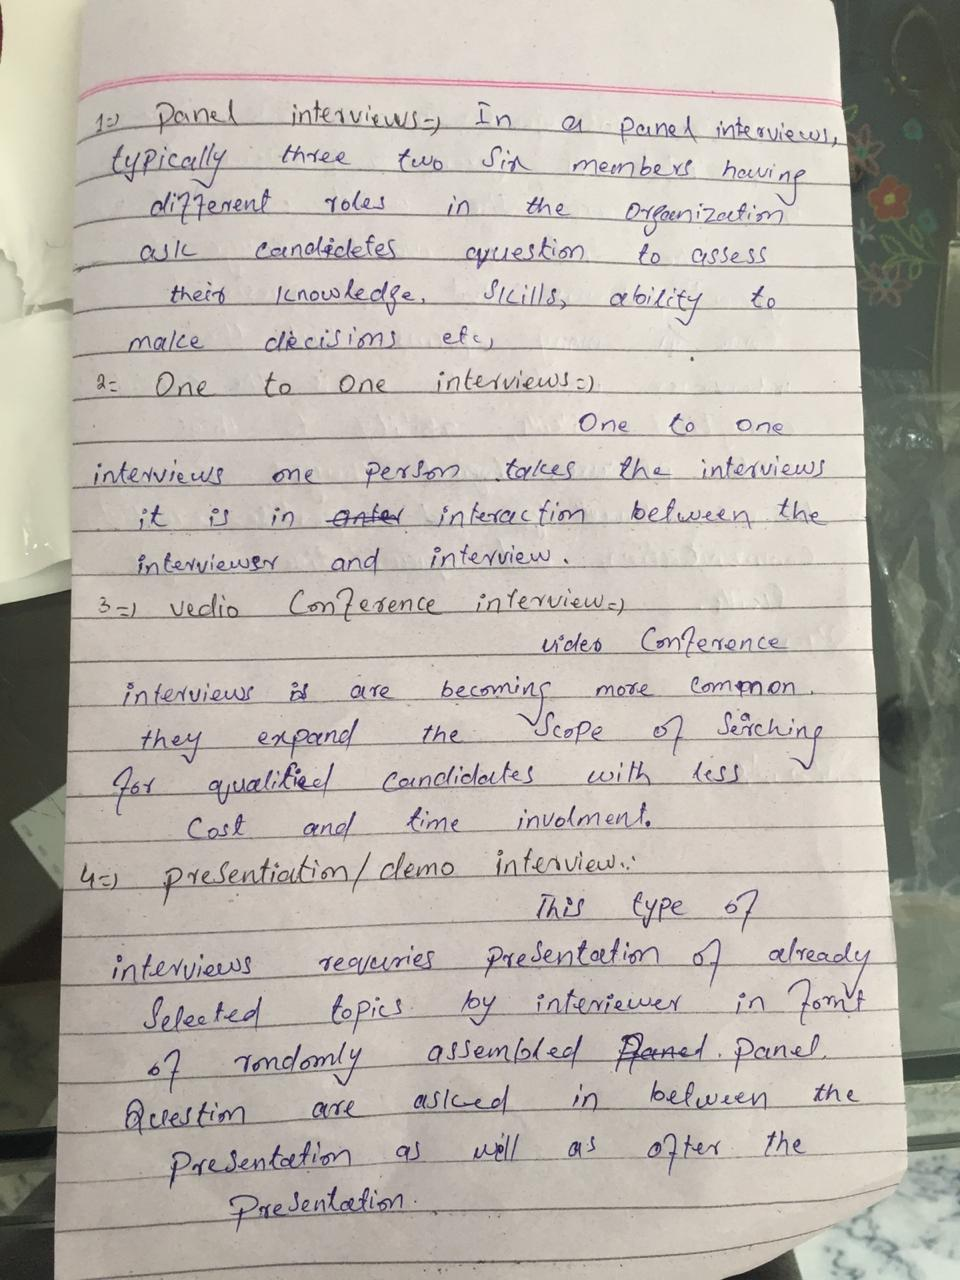 1=) Panel interviews=) In a panel interviews,
typically three two Six members having
different roles in the Organization
ask candidetes question to assess
their knowledge, Skills, ability to
make decisions etc,
2= One to One interviews=)
One to one
interviews one person takes the interviews
it is in anter interaction between the
interviewer and interview.
3=) vedio Conference interview=)
video Conference
interviews is are becoming more common.
they expand the Scope of Serching
for qualified candidates with less
Cost and time involment.
4=) presentiation/demo interview:
This type of
interviews requries presentation of already
Selected topics by interviewer in
of rondomly assembled Paned. panel.
Question are asked in between the
presentation as well as after the
presentation.